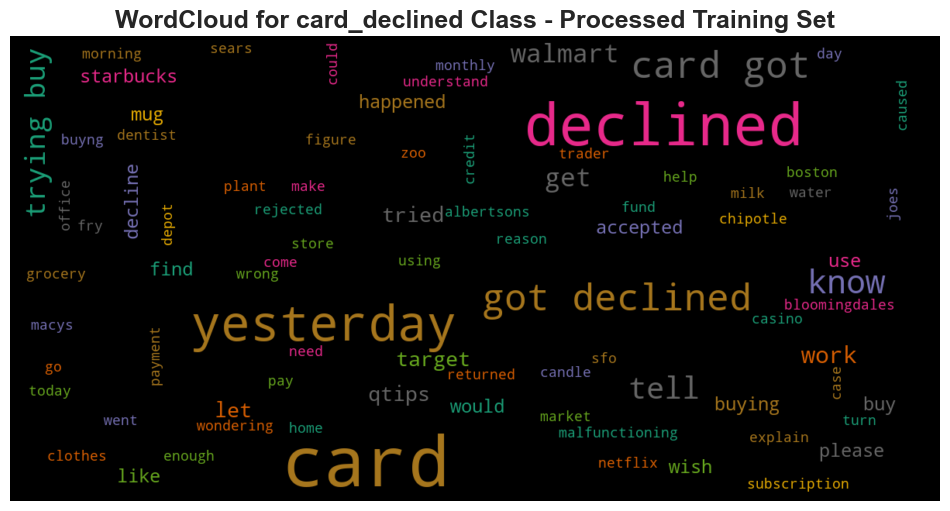 WordCloud for card_declined Class - Processed Training Set
morning
sears
could
monthly
walmart
card got
day
starbucks
understand
trying buy
happened
caused
mug
declined
buyng
dentist
figure
zoo
credit
trader
get
help
boston
office
fry
decline
depot
plant
make
milk
water
joes
rejected
tried
albertsons
fund
accepted
chipotle
store
reason
grocery
find
come
wrong
using
use
know
yesterday
got declined
bloomingdales
casino
macys
payment
need
target
sfo
work
go
returned
candle
case
today
pay
qtips
tell
let
would
buying
buy
went
wondering
home
market
malfunctioning
turn
explain
card
clothes
enough
like
netflix
wish
please
subscription